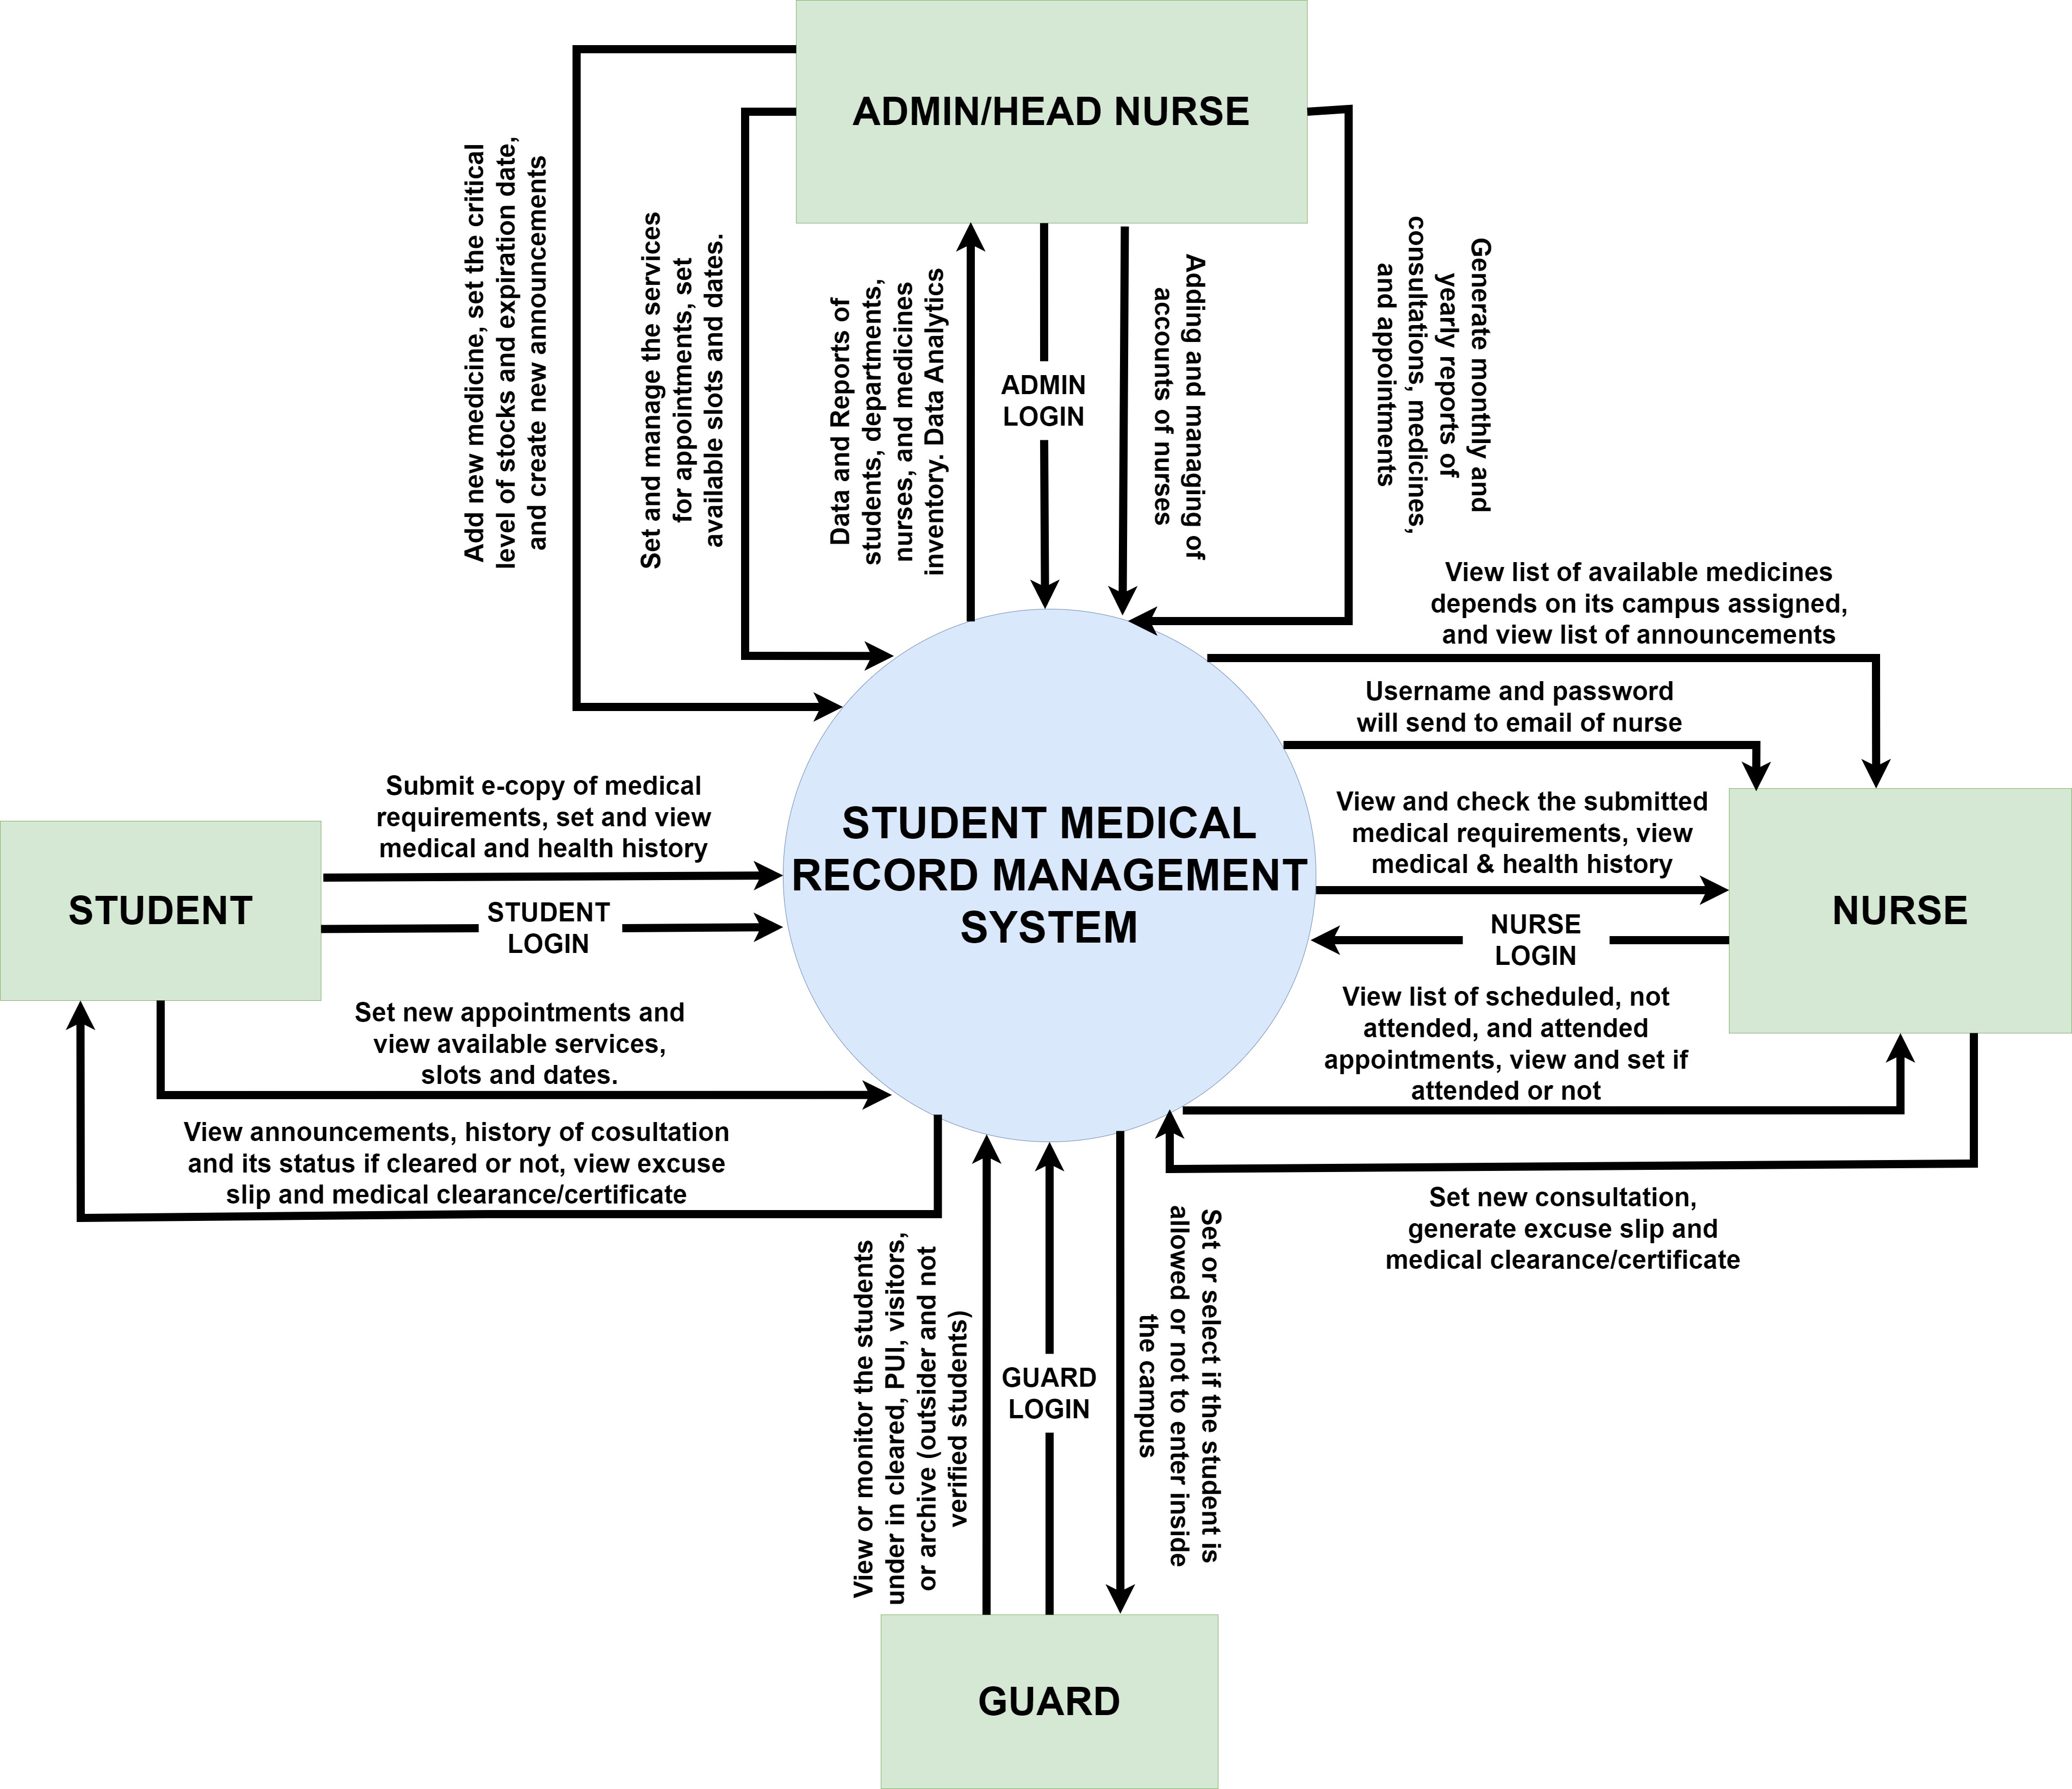 ADMIN/HEAD NURSE
Add new medicine, set the critical
level of stocks and expiration date,
and create new announcements
Set and manage the services
for appointments, set
available slots and dates.
Data and Reports of
students, departments,
nurses, and medicines
inventory. Data Analytics
ADMIN
LOGIN
Adding and managing of
accounts of nurses
Generate monthly and
yearly reports of
consultations, medicines,
and appointments
View list of available medicines
depends on its campus assigned,
and view list of announcements
Username and password
will send to email of nurse
Submit e-copy of medical
requirements, set and view
medical and health history
STUDENT MEDICAL
RECORD MANAGEMENT
SYSTEM
View and check the submitted
medical requirements, view
medical & health history
STUDENT
STUDENT
LOGIN
NURSE
LOGIN
NURSE
Set new appointments and
view available services,
slots and dates.
View list of scheduled, not
attended, and attended
appointments, view and set if
attended or not
View announcements, history of cosultation
and its status if cleared or not, view excuse
slip and medical clearance/certificate
Set new consultation,
generate excuse slip and
medical clearance/certificate
View or monitor the students
under in cleared, PUI, visitors,
or archive (outsider and not
verified students)
GUARD
LOGIN
Set or select if the student is
allowed or not to enter inside
the campus
GUARD